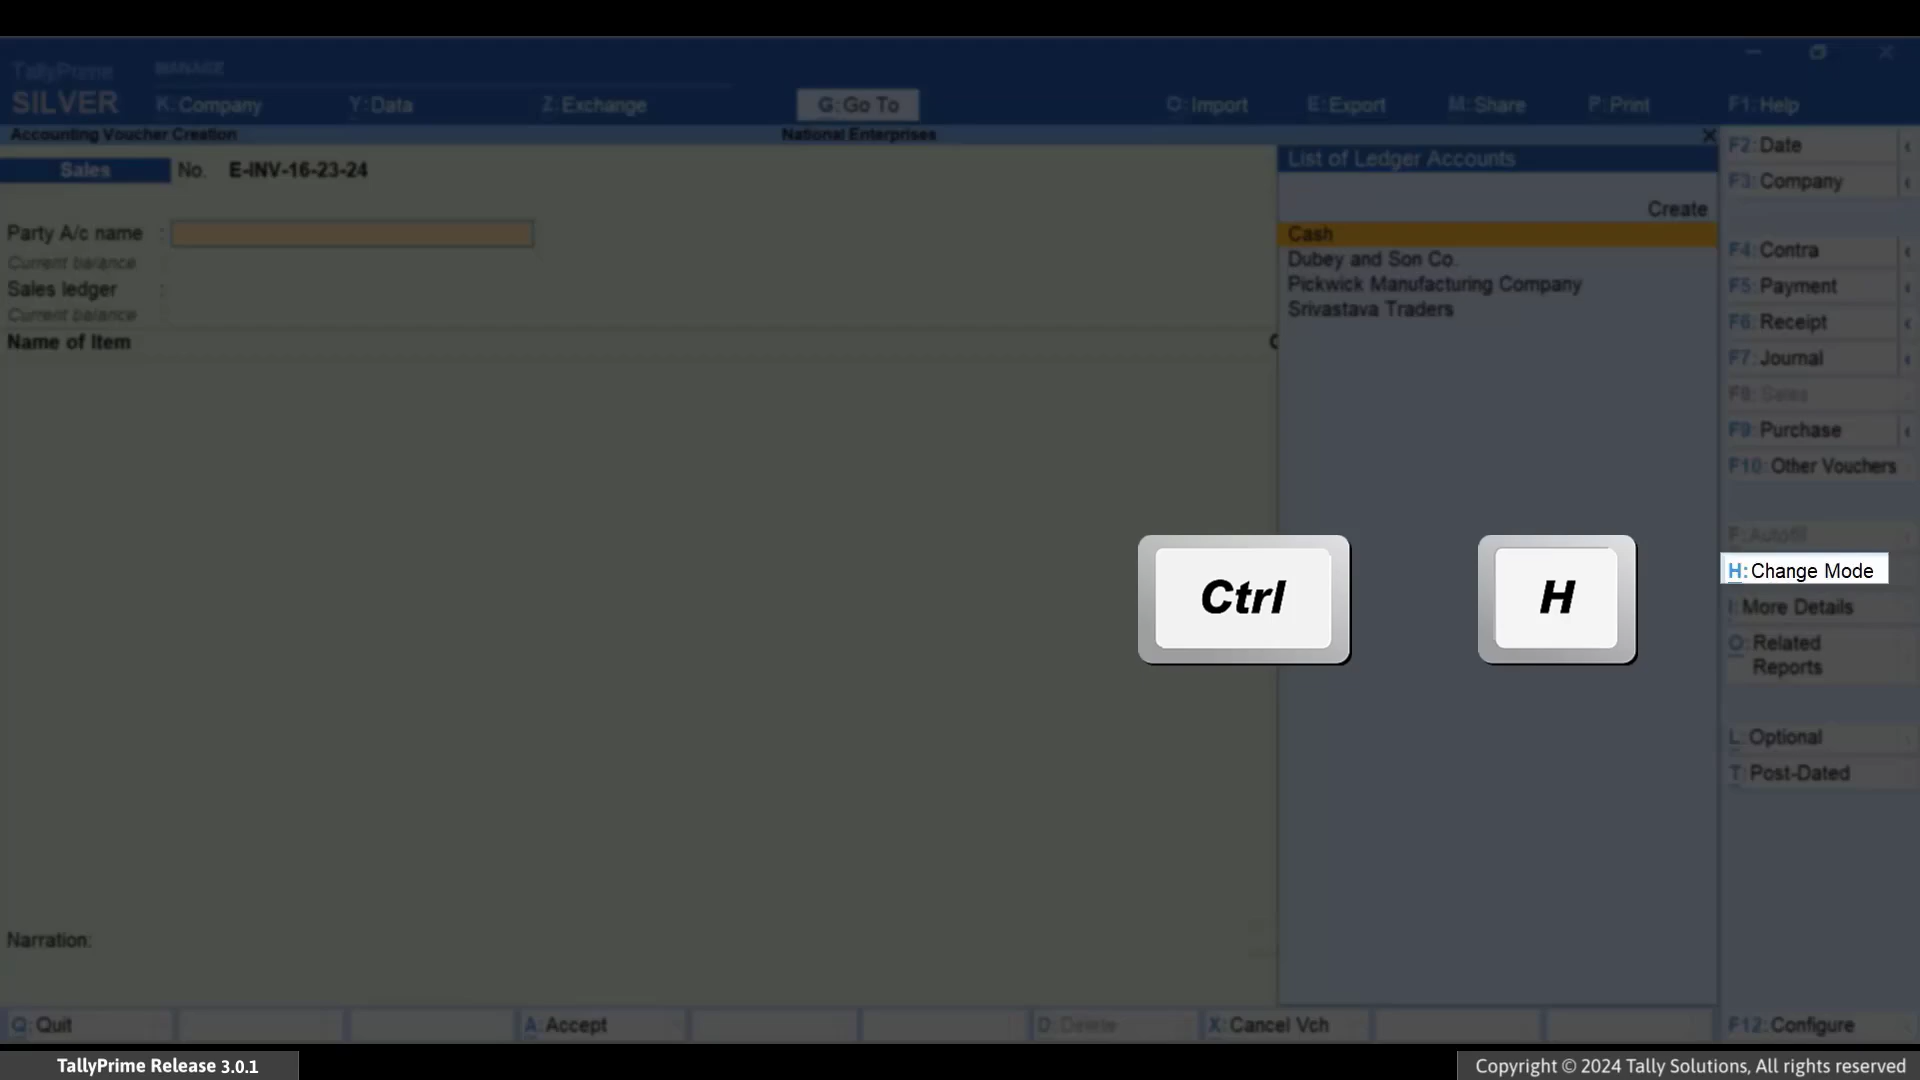 TallyPrime
MANAGE
SILVER
K: Company
Y: Data
Z: Exchange
G: Go To
O: Import
E: Export
M: Share
P: Print
F1: Help
Accounting Voucher Creation
National Enterprises
Sales
No. E-INV-16-23-24
Party A/c name :
Current balance :
Sales ledger :
Current balance :
Name of Item
Narration:
List of Ledger Accounts
Create
Cash
Dubey and Son Co.
Pickwick Manufacturing Company
Srivastava Traders
Ctrl
H
F2: Date
F3: Company
F4: Contra
F5: Payment
F6: Receipt
F7: Journal
F8: Sales
F9: Purchase
F10: Other Vouchers
F: Autofill
H: Change Mode
I: More Details
O: Related
Reports
L: Optional
T: Post-Dated
Q: Quit
A: Accept
D: Delete
X: Cancel Vch
F12: Configure
TallyPrime Release 3.0.1
Copyright © 2024 Tally Solutions, All rights reserved